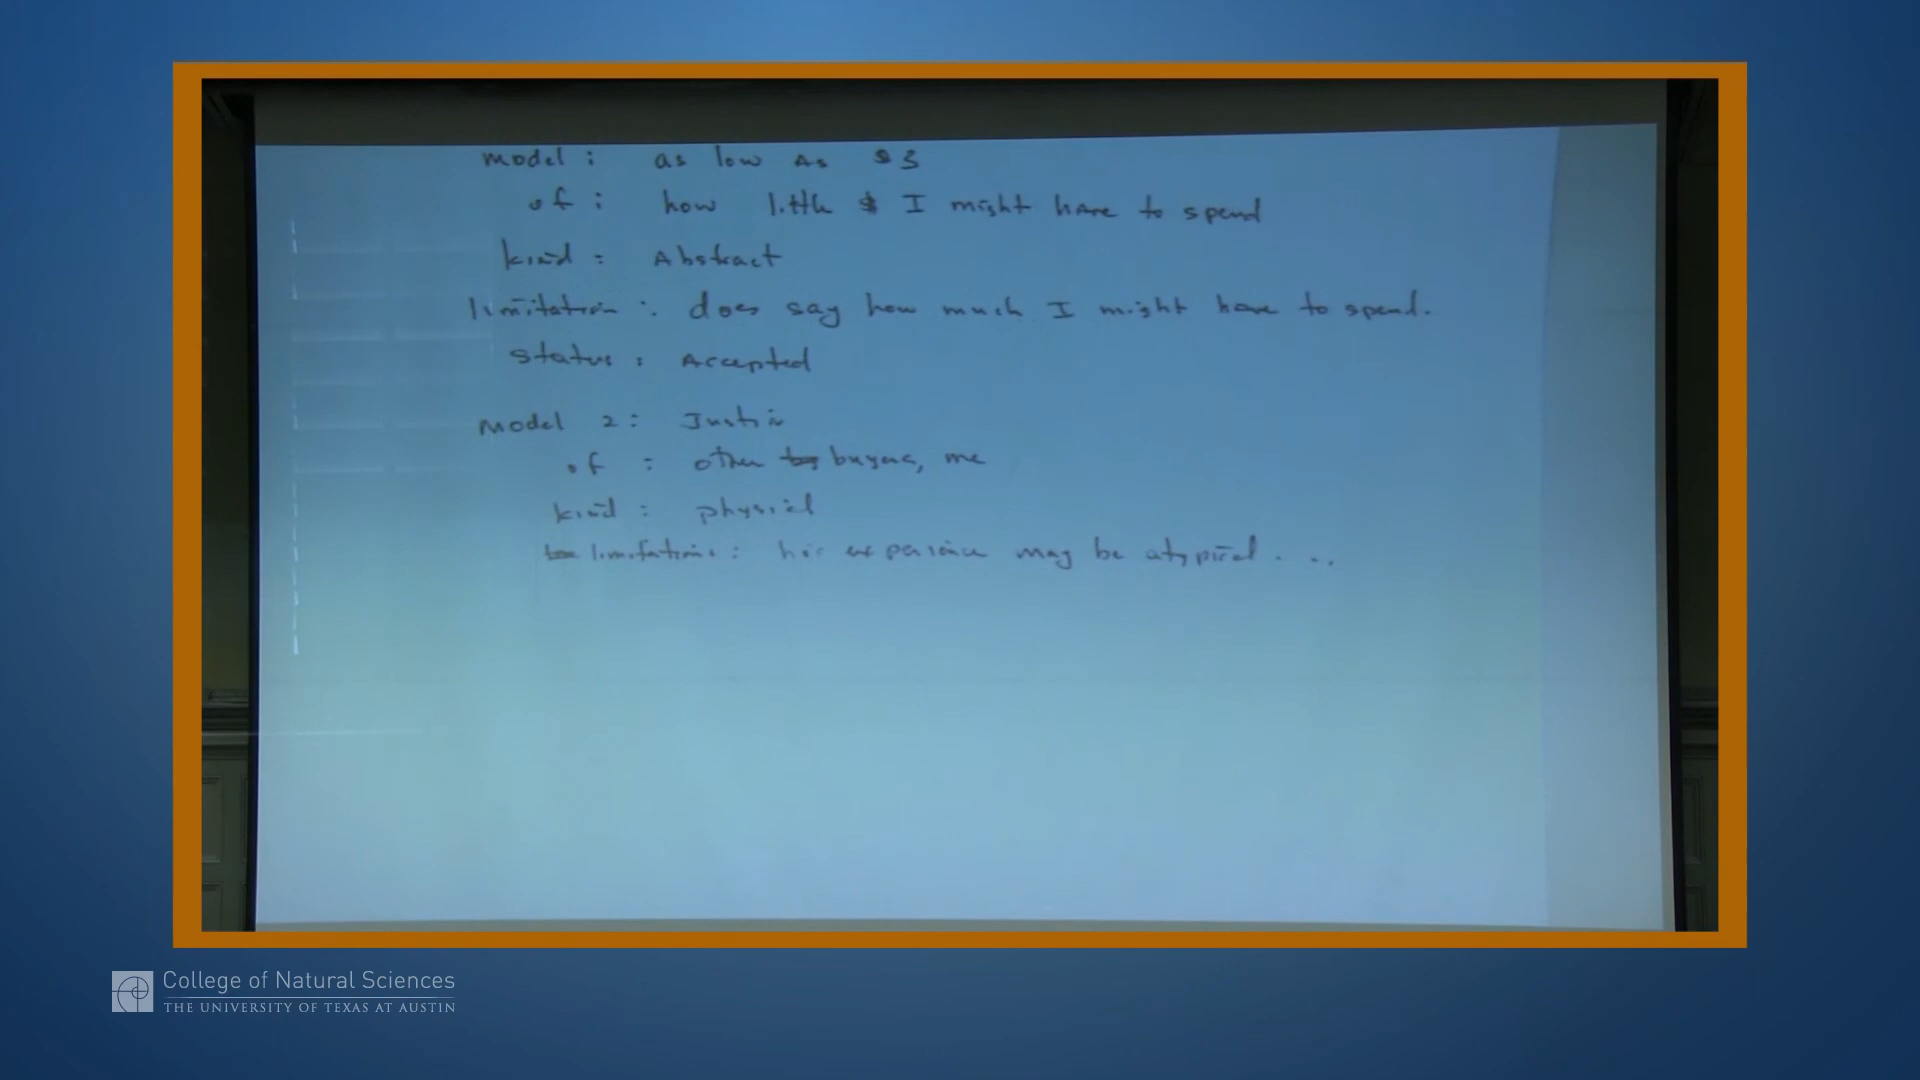 model : as low As $3
of : how little $ I might have to spend
kind : Abstract
limitation : does say how much I might have to spend.
status : Accepted
model 2 : Justin
of : other buyers, me
kind : physical
limitations : his experience may be atypical. ...
College of Natural Sciences
THE UNIVERSITY OF TEXAS AT AUSTIN